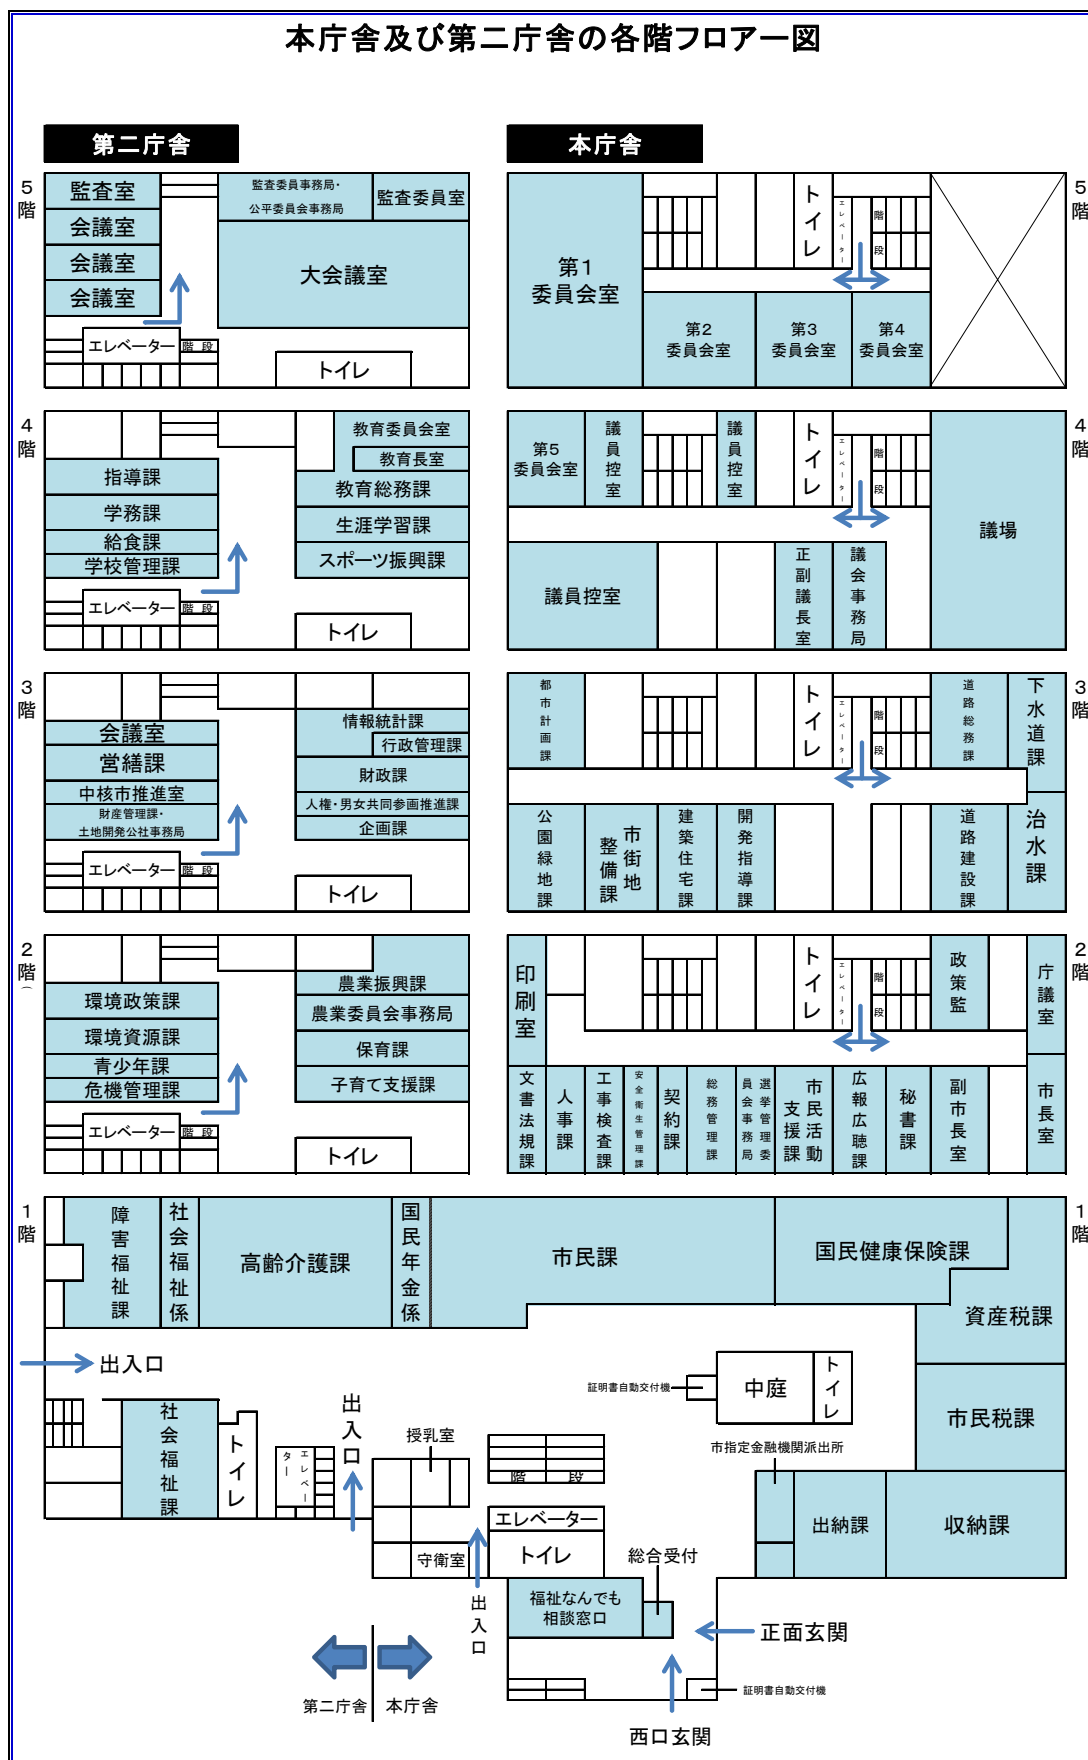 本庁舎及び第二庁舎の各階フロアー図
第二庁舎
本庁舎
5階
監査室
会議室
会議室
会議室
監査委員事務局・
公平委員会事務局
監査委員室
大会議室
エレベーター
階段
トイレ
第1
委員会室
トイレ
エレベーター
階段
第2
委員会室
第3
委員会室
第4
委員会室
5階
4階
指導課
学務課
給食課
学校管理課
教育委員会室
教育長室
教育総務課
生涯学習課
スポーツ振興課
エレベーター
階段
トイレ
第5
委員会室
議員控室
議員控室
トイレ
エレベーター
階段
議場
議員控室
正副議長室
議会事務局
4階
3階
会議室
営繕課
中核市推進室
財産管理課・
土地開発公社事務局
情報統計課
行政管理課
財政課
人権・男女共同参画推進課
企画課
エレベーター
階段
トイレ
都市計画課
トイレ
エレベーター
階段
道路総務課
下水道課
公園緑地課
市街地
整備課
建築住宅課
開発指導課
道路建設課
治水課
3階
2階
環境政策課
環境資源課
青少年課
危機管理課
農業振興課
農業委員会事務局
保育課
子育て支援課
エレベーター
階段
トイレ
印刷室
トイレ
エレベーター
階段
政策監
庁議室
文書法規課
人事課
工事検査課
安全衛生管理課
契約課
総務管理課
選挙管理委
員会事務局
市民活動
支援課
広報広聴課
秘書課
副市長室
市長室
2階
1階
障害福祉課
社会福祉係
高齢介護課
国民年金係
市民課
国民健康保険課
資産税課
1階
出入口
証明書自動交付機
中庭
トイレ
市民税課
社会福祉課
トイレ
エレベーター
出入口
授乳室
階段
市指定金融機関派出所
エレベーター
トイレ
守衛室
出納課
収納課
総合受付
出入口
福祉なんでも
相談窓口
正面玄関
第二庁舎
本庁舎
証明書自動交付機
西口玄関